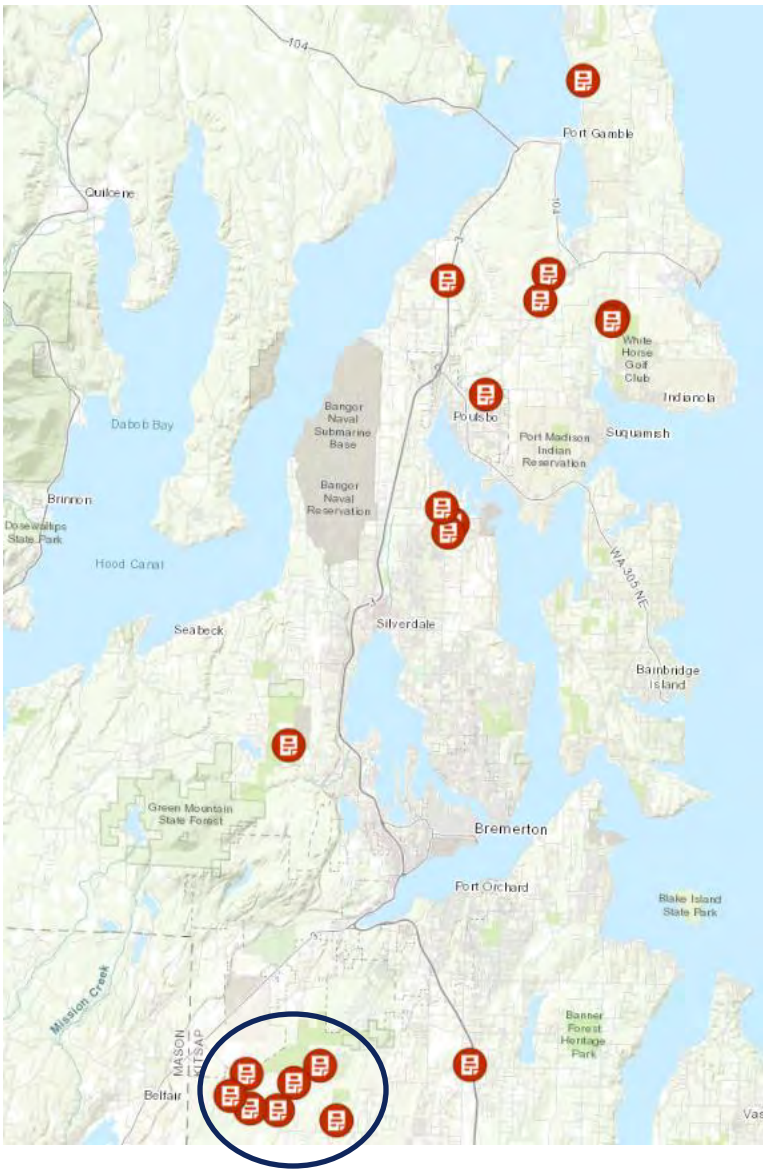 104
Port Gamble
Quilcene
104
3
White
Horse
Golf
Club
Indianola
Poulsbo
Bangor
Naval
Submarine
Base
Dabob Bay
Suquamish
Port Madison
Indian
Reservation
Bangor
Naval
Reservation
Brinnon
Dosewallips
State Park
Hood Canal
WA-305 NE
3
Silverdale
Seabeck
Bainbridge
Island
Green Mountain
State Forest
Bremerton
Port Orchard
Blake Island
State Park
3
Mission Creek
Banner
Forest
Heritage
Park
MASON
KITSAP
Belfair
Vas